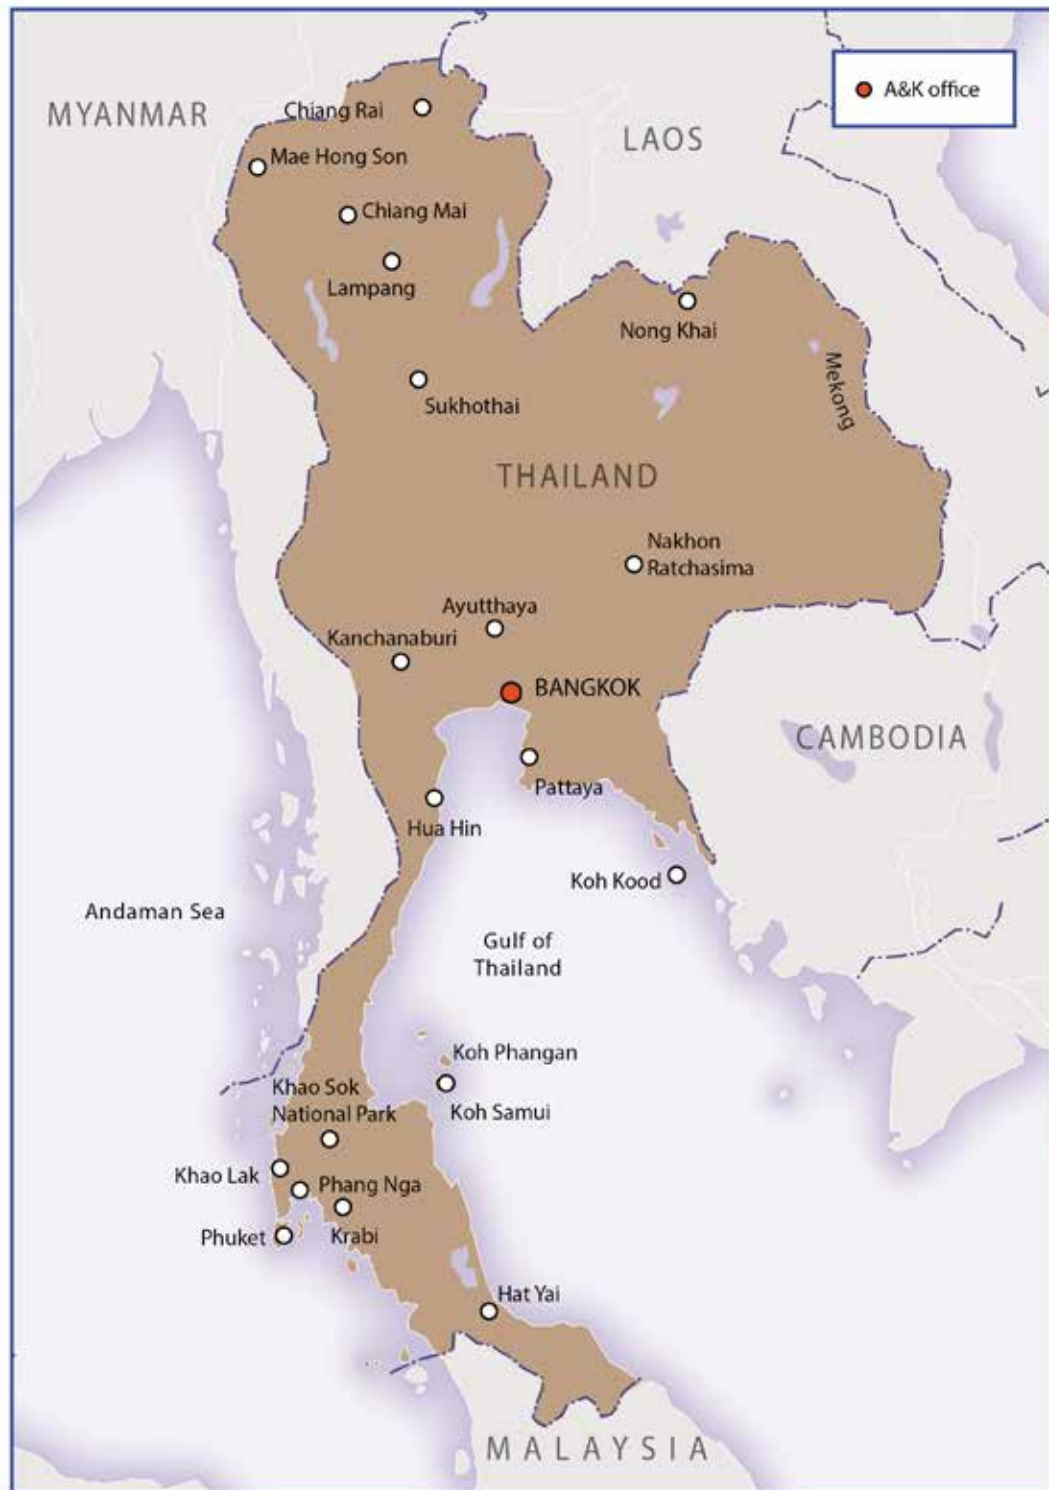 A&K office
MYANMAR
Chiang Rai
LAOS
Mae Hong Son
Chiang Mai
Lampang
Nong Khai
Mekong
Sukhothai
THAILAND
Nakhon
Ratchasima
Ayutthaya
Kanchanaburi
BANGKOK
CAMBODIA
Pattaya
Hua Hin
Koh Kood
Andaman Sea
Gulf of
Thailand
Koh Phangan
Khao Sok
National Park
Koh Samui
Khao Lak
Phang Nga
Phuket
Krabi
Hat Yai
MALAYSIA